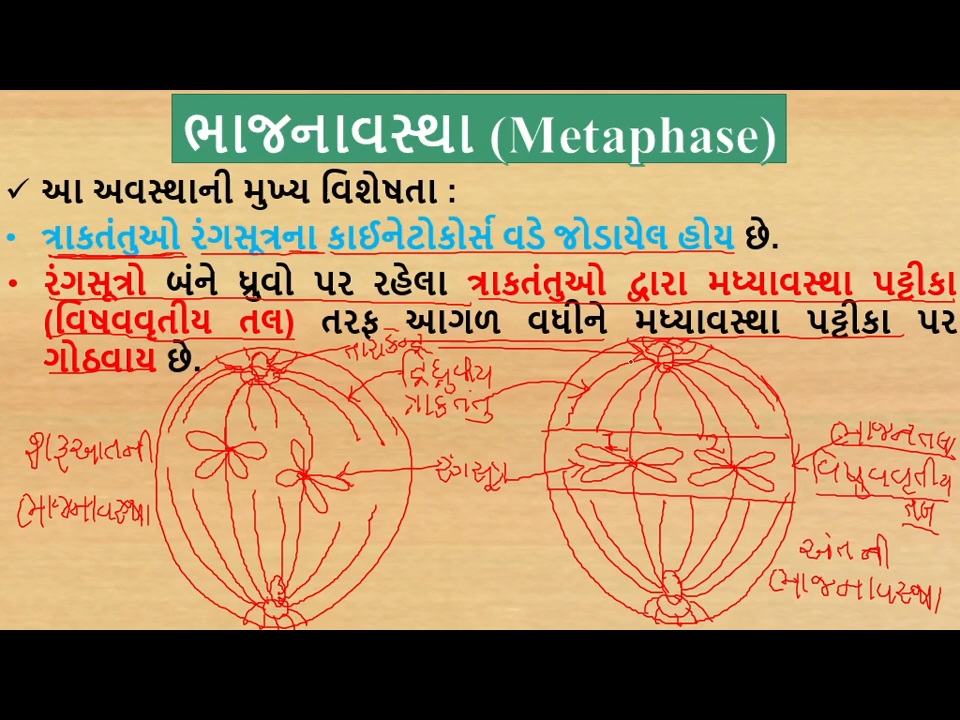 ભાજનાવસ્થા (Metaphase)
✓ આ અવસ્થાની મુખ્ય વિશેષતા :
• ત્રાકતંતુઓ રંગસૂત્રના કાઈનેટોકોર્સ વડે જોડાયેલ હોય છે.
• રંગસૂત્રો બંને ધ્રુવો પર રહેલા ત્રાકતંતુઓ દ્વારા મધ્યાવસ્થા પટ્ટીકા
(વિષવવૃતીય તલ) તરફ આગળ વધીને મધ્યાવસ્થા પટ્ટીકા પર
ગોઠવાય છે.
તારાકેન્દ્ર
દ્વિધ્રુવીય
ત્રાકતંતુ
શરૂઆતની
ભાજનાવસ્થા
રંગસૂત્ર
I
ભાજનતલ
વિષુવવૃતીય
તલ
અંતની
ભાજનાવસ્થા